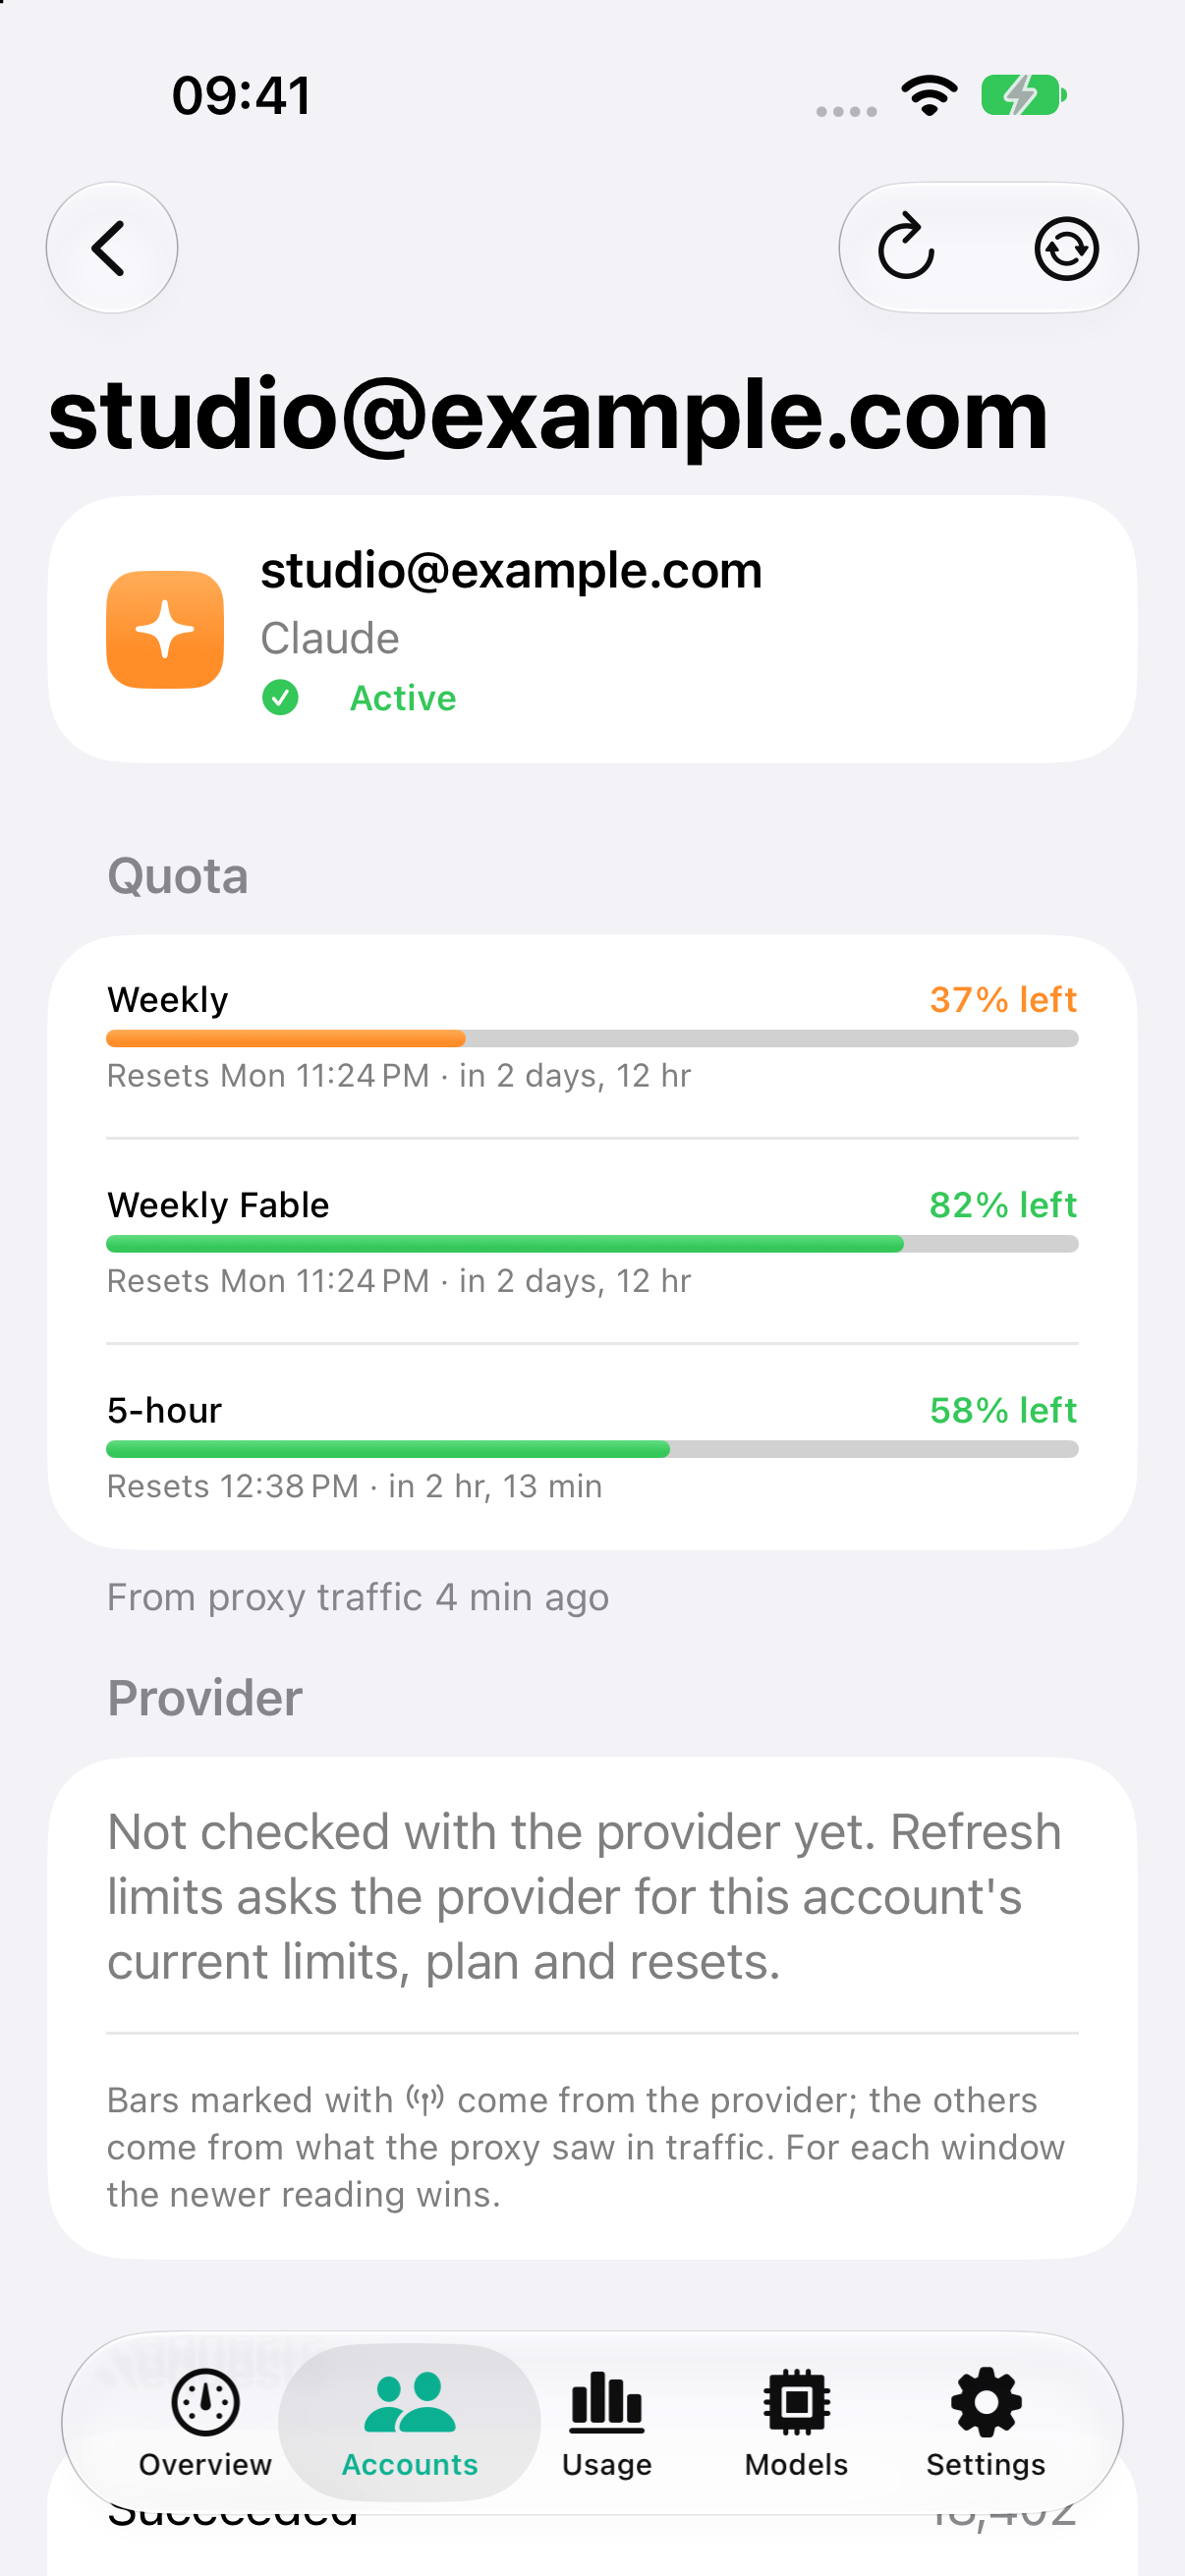 09:41
studio@example.com
studio@example.com
Claude
Active
Quota
Weekly 37% left
Resets Mon 11:24 PM · in 2 days, 12 hr
Weekly Fable 82% left
Resets Mon 11:24 PM · in 2 days, 12 hr
5-hour 58% left
Resets 12:38 PM · in 2 hr, 13 min
From proxy traffic 4 min ago
Provider
Not checked with the provider yet. Refresh
limits asks the provider for this account's
current limits, plan and resets.
Bars marked with come from the provider; the others
come from what the proxy saw in traffic. For each window
the newer reading wins.
Overview Accounts Usage Models Settings
Succeeded